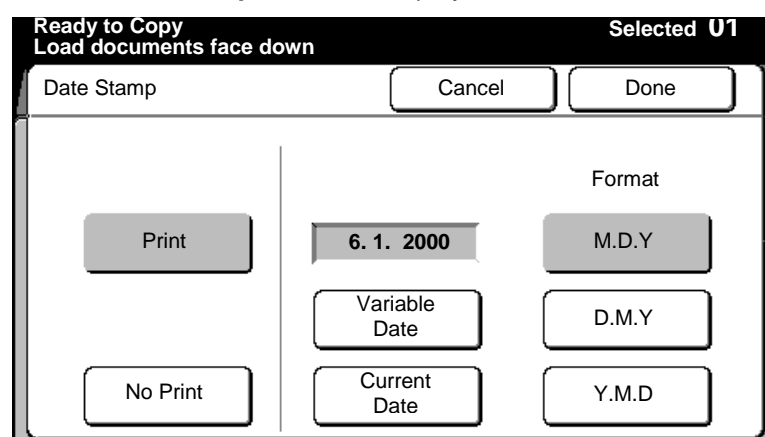 Ready to Copy
Load documents face down
Selected 01
Date Stamp
Cancel
Done
Format
Print
6. 1. 2000
M.D.Y
Variable
Date
D.M.Y
No Print
Current
Date
Y.M.D